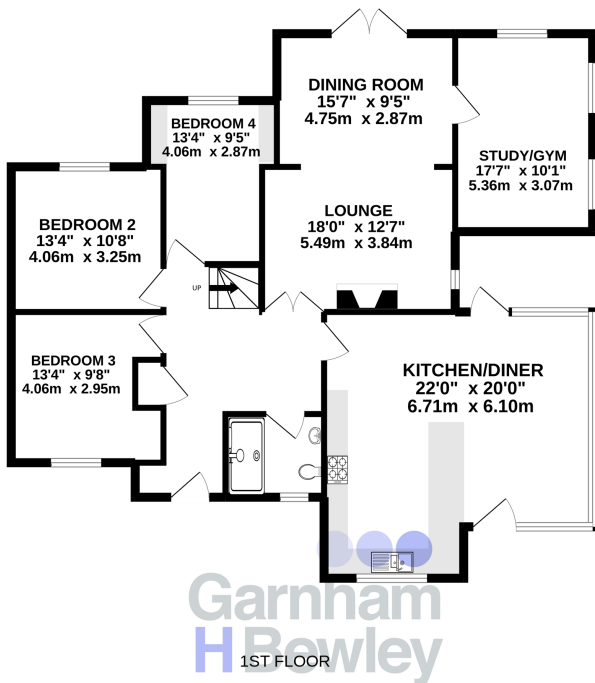 DINING ROOM
15'7" x 9'5"
4.75m x 2.87m
BEDROOM 4
13'4" x 9'5"
4.06m x 2.87m
STUDY/GYM
17'7" x 10'1"
5.36m x 3.07m
BEDROOM 2
13'4" x 10'8"
4.06m x 3.25m
LOUNGE
18'0" x 12'7"
5.49m x 3.84m
UP
BEDROOM 3
13'4" x 9'8"
4.06m x 2.95m
KITCHEN/DINER
22'0" x 20'0"
6.71m x 6.10m
Garnham
H Bewley
1ST FLOOR